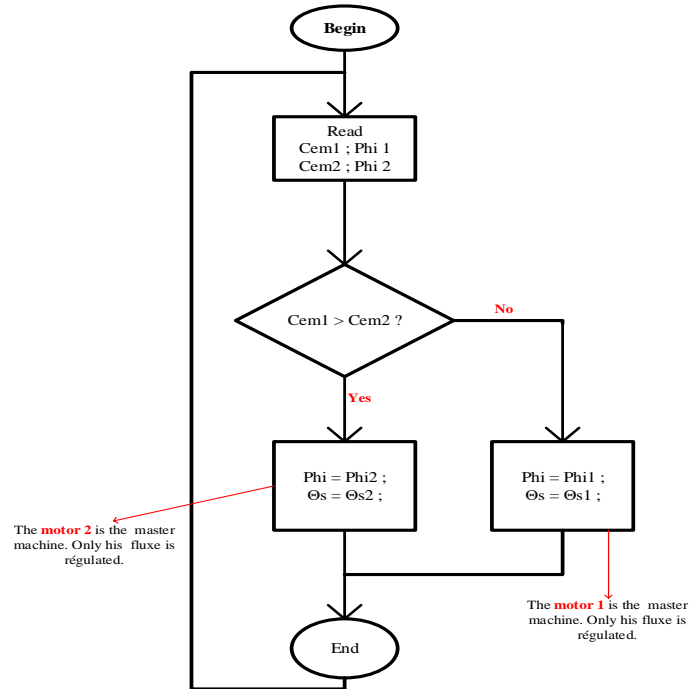 Begin
Read
Cem1 ; Phi 1
Cem2 ; Phi 2
Cem1 > Cem2 ?
No
Yes
Phi = Phi2 ;
Θs = Θs2 ;
Phi = Phi1 ;
Θs = Θs1 ;
The motor 2 is the master
machine. Only his fluxe is
régulated.
The motor 1 is the master
machine. Only his fluxe is
régulated.
End